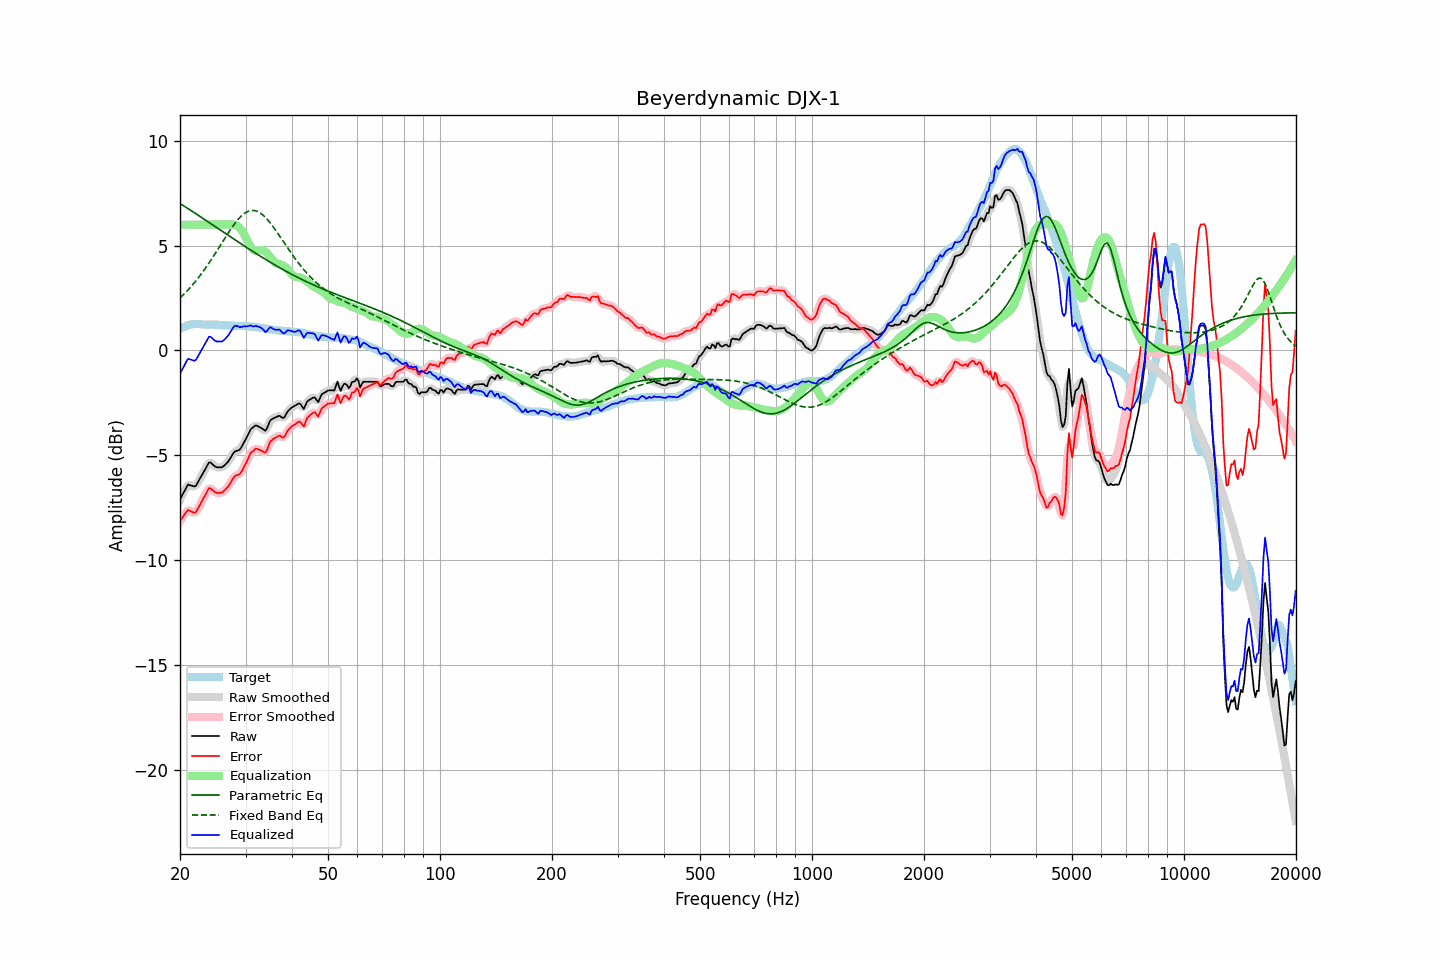 Beyerdynamic DJX-1
10
5
0
−5
−10
−15
−20
Amplitude (dBr)
Target
Raw Smoothed
Error Smoothed
Raw
Error
Equalization
Parametric Eq
Fixed Band Eq
Equalized
20
50
100
200
500
1000
2000
5000
10000
20000
Frequency (Hz)